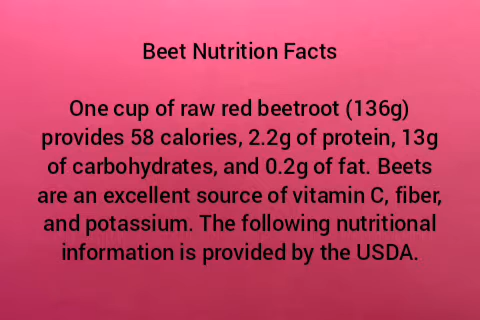 Beet Nutrition Facts
One cup of raw red beetroot (136g)
provides 58 calories, 2.2g of protein, 13g
of carbohydrates, and 0.2g of fat. Beets
are an excellent source of vitamin C, fiber,
and potassium. The following nutritional
information is provided by the USDA.